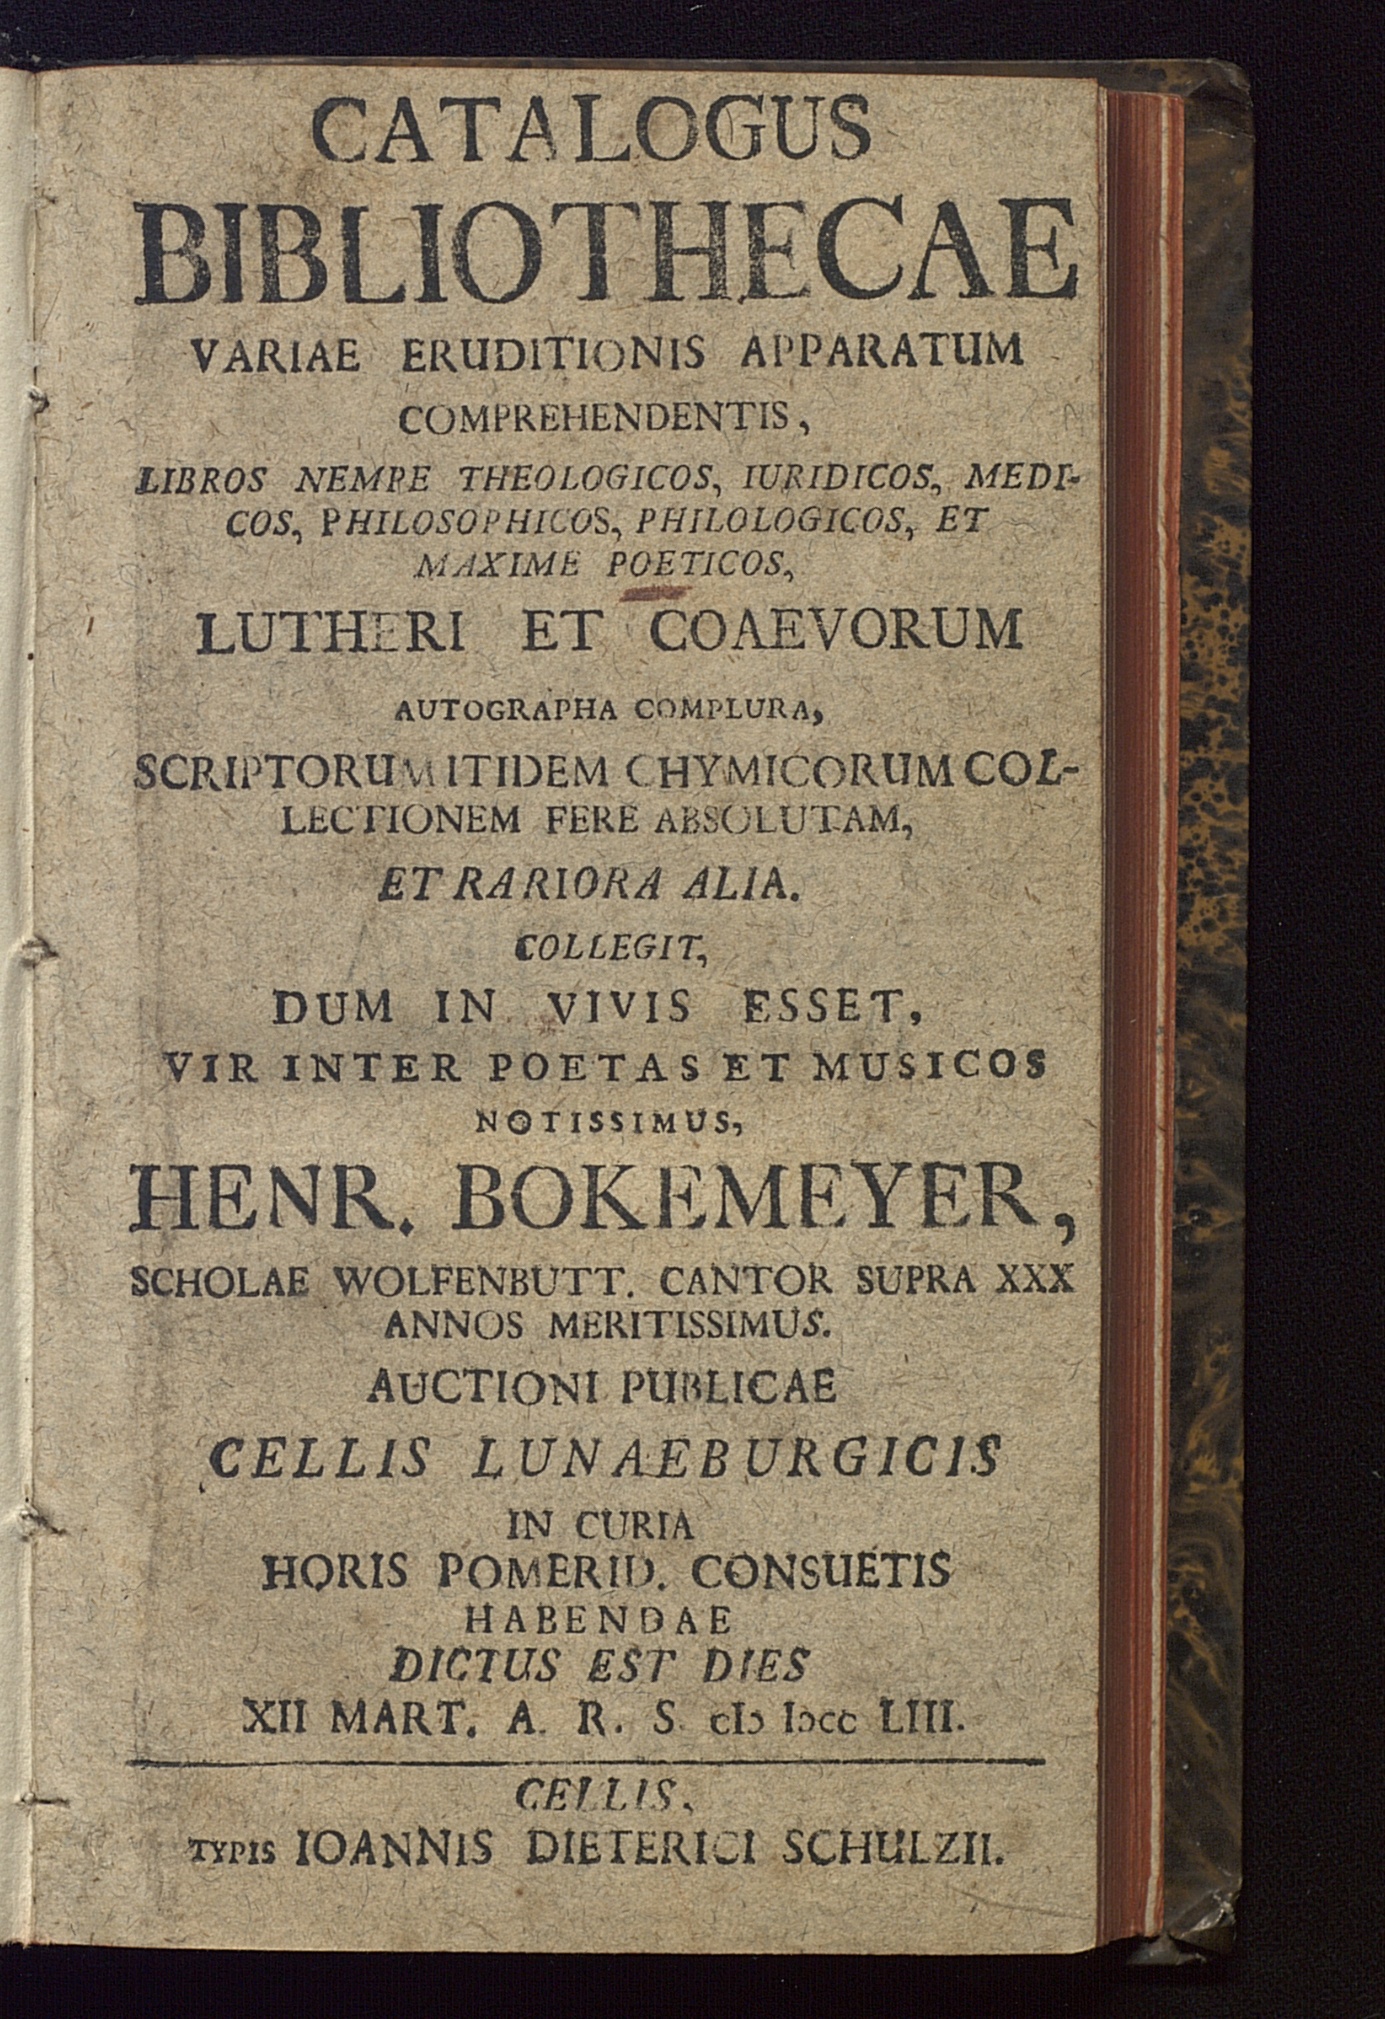 CATALOGUS
BIBLIOTHECAE
VARIAE ERUDITIONIS APPARATUM
COMPREHENDENTIS,
LIBROS NEMPE THEOLOGICOS, IURIDICOS, MEDI-
COS, PHILOSOPHICOS, PHILOLOGICOS, ET
MAXIME POETICOS,
LUTHERI ET COAEVORUM
AUTOGRAPHA COMPLURA,
SCRIPTORUM ITIDEM CHYMICORUM COL-
LECTIONEM FERE ABSOLUTAM,
ET RARIORA ALIA.
COLLEGIT,
DUM IN VIVIS ESSET,
VIR INTER POETAS ET MUSICOS
NOTISSIMUS,
HENR. BOKEMEYER,
SCHOLAE WOLFENBUTT. CANTOR SUPRA XXX
ANNOS MERITISSIMUS.
AUCTIONI PUBLICAE
CELLIS LUNAEBURGICIS
IN CURIA
HORIS POMERID. CONSUETIS
HABENDAE
DICTUS EST DIES
XII MART. A. R. S. cIↄ Iↄcc LIII.
CELLIS,
TYPIS IOANNIS DIETERICI SCHULZII.